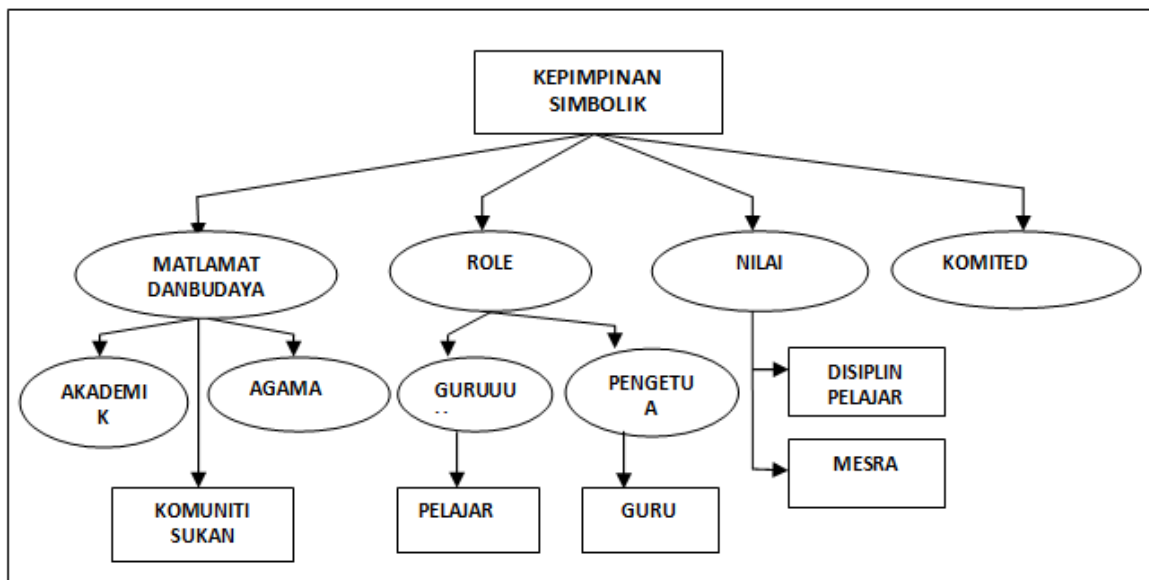 KEPIMPINAN
SIMBOLIK
MATLAMAT
DANBUDAYA
ROLE
NILAI
KOMITED
AKADEMI
K
AGAMA
GURUUU
PENGETU
A
DISIPLIN
PELAJAR
MESRA
KOMUNITI
SUKAN
PELAJAR
GURU